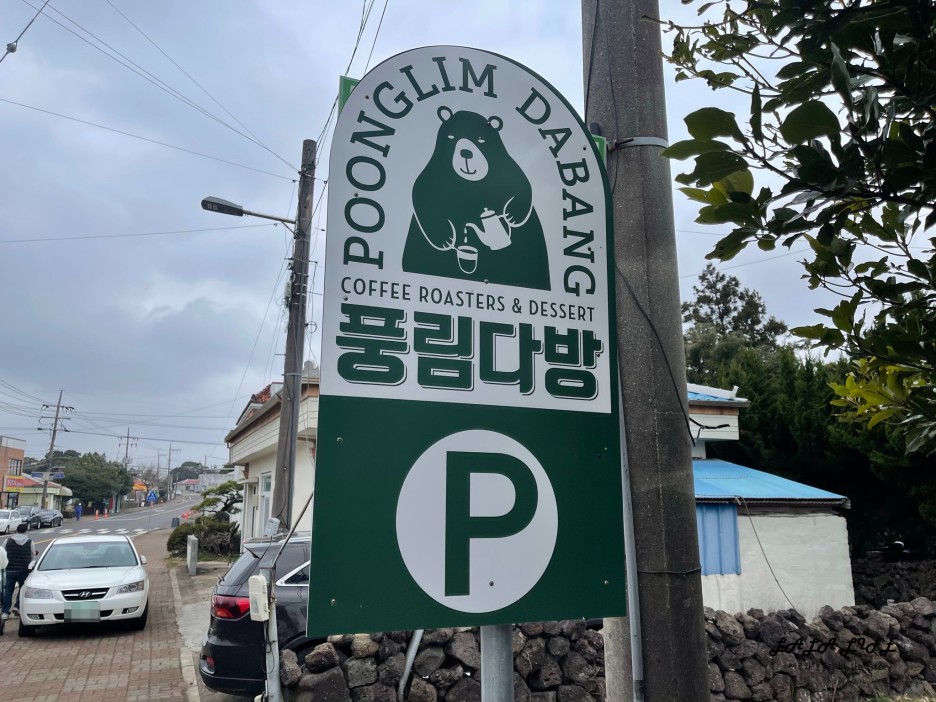 POONGLIM DABANG
COFFEE ROASTERS & DESSERT
풍림다방
P